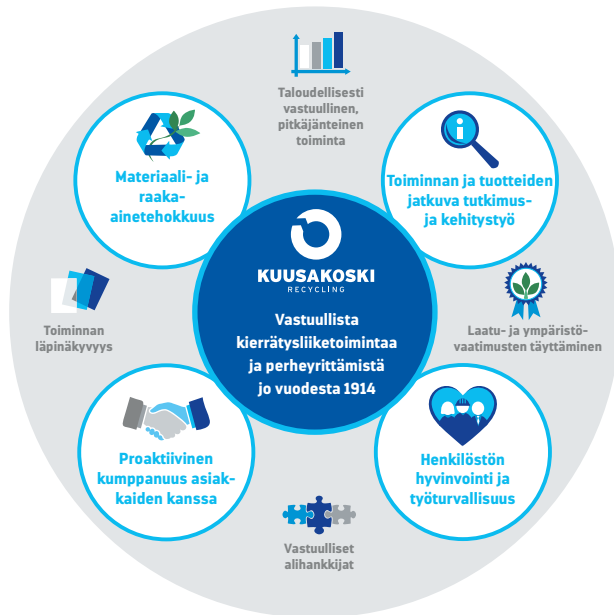 Taloudellisesti
vastuullinen,
pitkäjänteinen
toiminta
Materiaali- ja
raaka-
ainetehokkuus
Toiminnan ja tuotteiden
jatkuva tutkimus-
ja kehitystyö
KUUSAKOSKI
RECYCLING
Vastuullista
kierrätysliiketoimintaa
ja perheyrittämistä
jo vuodesta 1914
Toiminnan
läpinäkyvyys
Laatu- ja ympäristö-
vaatimusten täyttäminen
Proaktiivinen
kumppanuus asiak-
kaiden kanssa
Henkilöstön
hyvinvointi ja
työturvallisuus
Vastuulliset
alihankkijat